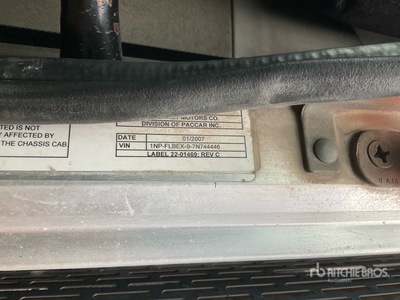 MOTORS CO.
DIVISION OF PACCAR INC.
TED IS NOT
Y AFFECTED BY
THE CHASSIS CAB.
DATE 01/2007
VIN 1NP-FLBEX-9-7N744446
LABEL 22-01469: REV C
rb RITCHIE BROS.